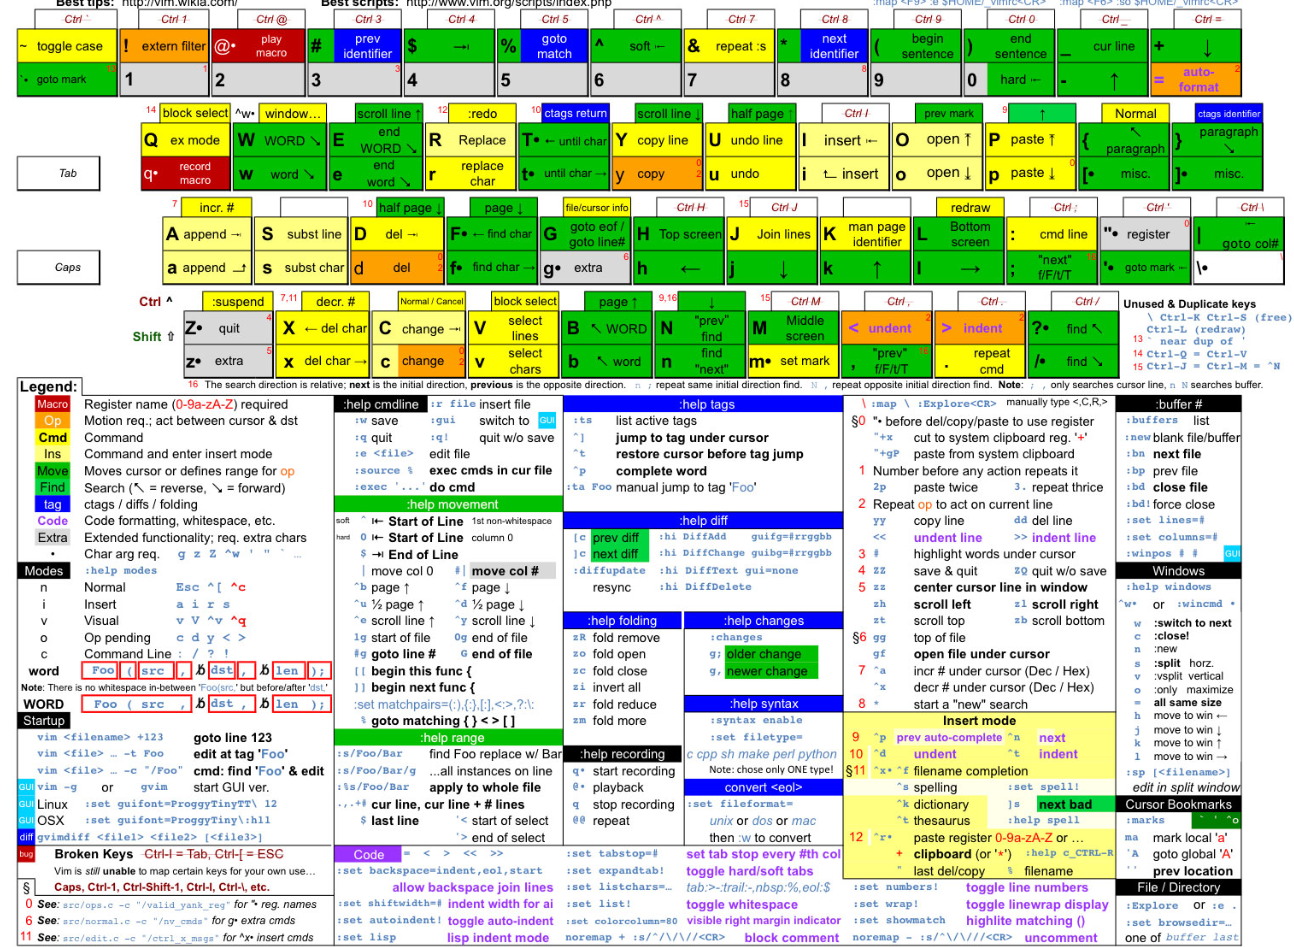 Best tips: http://vim.wikia.com/ Best scripts: http://www.vim.org/scripts/index.php :map <F9> :e $HOME/_vimrc<CR> :map <F6> :so $HOME/_vimrc<CR>
Ctrl ` Ctrl 1 Ctrl @ Ctrl 3 Ctrl 4 Ctrl 5 Ctrl ^ Ctrl 7 Ctrl 8 Ctrl 9 Ctrl 0 Ctrl - Ctrl =
~ toggle case ! extern filter @• play macro # prev identifier $ ⇥ % goto match ^ soft ⇤ & repeat :s * next identifier ( begin sentence ) end sentence _ cur line + ↓
`• goto mark 1 2 3 4 5 6 7 8 9 0 hard ⇤ - ↑ = auto-format
14 block select ^w• window… scroll line ↑ 12 :redo 10 ctags return scroll line ↓ half page ↑ Ctrl I prev mark 9 ↑ Normal ctags identifier
Q ex mode W WORD ↘ E end WORD ↘ R Replace T• ← until char Y copy line U undo line I insert ⇤ O open ↑ P paste ↑ { ↖ paragraph } paragraph ↘
Tab q• record macro w word ↘ e end word ↘ r replace char t• until char → y copy u undo i insert o open ↓ p paste ↓ [• misc. ]• misc.
7 incr. # 10 half page ↓ page ↓ file/cursor info Ctrl H 15 Ctrl J redraw Ctrl ; Ctrl ' Ctrl \
A append ⇥ S subst line D del ⇥ F• ← find char G goto eof / goto line# H Top screen J Join lines K man page identifier L Bottom screen : cmd line "• register | goto col#
Caps a append s subst char d del f• find char → g• extra h ← j ↓ k ↑ l → ; "next" f/F/t/T '• goto mark ⇤ \•
Ctrl ^ :suspend 7,11 decr. # Normal / Cancel block select page ↑ 9,16 ↓ 15 Ctrl M Ctrl , Ctrl . Ctrl /
Shift ⇧ Z• quit X ← del char C change ⇥ V select lines B ↖ WORD N "prev" find M Middle screen < undent > indent ?• find ↖
z• extra x del char → c change v select chars b ↖ word n find "next" m• set mark , "prev" f/F/t/T . repeat cmd /• find ↘
Unused & Duplicate keys
\ Ctrl-K Ctrl-S (free)
Ctrl-L (redraw)
13 ` near dup of '
14 Ctrl-Q = Ctrl-V
15 Ctrl-J = Ctrl-M = ^N
16 The search direction is relative; next is the initial direction, previous is the opposite direction. n ; repeat same initial direction find. N , repeat opposite initial direction find. Note: ; , only searches cursor line, n N searches buffer.
Legend:
Macro Register name (0-9a-zA-Z) required
Op Motion req.; act between cursor & dst
Cmd Command
Ins Command and enter insert mode
Move Moves cursor or defines range for op
Find Search (↖ = reverse, ↘ = forward)
tag ctags / diffs / folding
Code Code formatting, whitespace, etc.
Extra Extended functionality; req. extra chars
• Char arg req. g z Z ^w ' " ` …
Modes :help modes
n Normal Esc ^[ ^c
i Insert a i r s
v Visual v V ^v ^q
o Op pending c d y < >
c Command Line : / ? !
word Foo ( src , ␢ dst , ␢ len );
Note: There is no whitespace in-between 'Foo(src,' but before/after 'dst.'
WORD Foo ( src , ␢ dst , ␢ len );
Startup
vim <filename> +123 goto line 123
vim <file> … -t Foo edit at tag 'Foo'
vim <file> … -c "/Foo" cmd: find 'Foo' & edit
GUI vim -g or gvim start GUI ver.
GUI Linux :set guifont=ProggyTinyTT\ 12
GUI OSX :set guifont=ProggyTiny\:h11
diff gvimdiff <file1> <file2> [<file3>]
bug Broken Keys Ctrl-I = Tab, Ctrl-[ = ESC
Vim is still unable to map certain keys for your own use…
§ Caps, Ctrl-1, Ctrl-Shift-1, Ctrl-I, Ctrl-\, etc.
0 See: src/ops.c -c "/valid_yank_reg" for "• reg. names
6 See: src/normal.c -c "/nv_cmds" for g• extra cmds
11 See: src/edit.c -c "/ctrl_x_msgs" for ^x• insert cmds
:help cmdline :r file insert file
:w save :gui switch to GUI
:q quit :q! quit w/o save
:e <file> edit file
:source % exec cmds in cur file
:exec '...' do cmd
:help movement
soft ^ ⇤ Start of Line 1st non-whitespace
hard 0 ⇤ Start of Line column 0
$ ⇥ End of Line
| move col 0 #| move col #
^b page ↑ ^f page ↓
^u ½ page ↑ ^d ½ page ↓
^e scroll line ↑ ^y scroll line ↓
1g start of file 0g end of file
#g goto line # G end of file
[[ begin this func {
]] begin next func {
:set matchpairs=(:),{:},[:],<:>,?:\:
% goto matching { } < > [ ]
:help range
:s/Foo/Bar find Foo replace w/ Bar
:s/Foo/Bar/g ...all instances on line
:%s/Foo/Bar apply to whole file
.,.+# cur line, cur line + # lines
$ last line '< start of select
'> end of select
:help tags
:ts list active tags
^] jump to tag under cursor
^t restore cursor before tag jump
^p complete word
:ta Foo manual jump to tag 'Foo'
:help diff
[c prev diff :hi DiffAdd guifg=#rrggbb
]c next diff :hi DiffChange guibg=#rrggbb
:diffupdate :hi DiffText gui=none
resync :hi DiffDelete
:help folding
zR fold remove
zo fold open
zc fold close
zi invert all
zr fold reduce
zm fold more
:help recording
q• start recording
@• playback
q stop recording
@@ repeat
:help changes
:changes
g; older change
g, newer change
:help syntax
:syntax enable
:set filetype=
c cpp sh make perl python
Note: chose only ONE type!
convert <eol>
:set fileformat=
unix or dos or mac
then :w to convert
\ :map \ :Explore<CR> manually type <,C,R,>
§0 "• before del/copy/paste to use register
"+x cut to system clipboard reg. '+'
"+gP paste from system clipboard
1 Number before any action repeats it
2p paste twice 3. repeat thrice
2 Repeat op to act on current line
yy copy line dd del line
<< undent line >> indent line
3 # highlight words under cursor
4 ZZ save & quit ZQ quit w/o save
5 zz center cursor line in window
zh scroll left zl scroll right
zt scroll top zb scroll bottom
§6 gg top of file
gf open file under cursor
7 ^a incr # under cursor (Dec / Hex)
^x decr # under cursor (Dec / Hex)
8 * start a "new" search
Insert mode
9 ^p prev auto-complete ^n next
10 ^d undent ^t indent
§11 ^x• ^f filename completion
^s spelling :set spell!
^k dictionary ]s next bad
^t thesaurus :help spell
12 ^r• paste register 0-9a-zA-Z or …
+ clipboard (or '*') :help c_CTRL-R
" last del/copy % filename
:buffer #
:buffers list
:new blank file/buffer
:bn next file
:bp prev file
:bd close file
:bd! force close
:set lines=#
:set columns=#
:winpos # # GUI
Windows
:help windows
^w• or :wincmd •
w :switch to next
c :close!
n :new
s :split horz.
v :vsplit vertical
o :only maximize
= all same size
h move to win ←
j move to win ↓
k move to win ↑
l move to win →
:sp [<filename>]
edit in split window
Cursor Bookmarks
:marks ` ' ^o
ma mark local 'a'
`A goto global 'A'
`` prev location
File / Directory
:Explore or :e .
:set browsedir=…
one of buffer last
Code = < > << >> :set tabstop=# set tab stop every #th col
:set backspace=indent,eol,start :set expandtab! toggle hard/soft tabs
allow backspace join lines :set listchars=… tab:>-:trail:-,nbsp:%,eol:$
:set shiftwidth=# indent width for ai :set list! toggle whitespace :set numbers! toggle line numbers
:set autoindent! toggle auto-indent :set colorcolumn=80 visible right margin indicator :set wrap! toggle linewrap display
:set lisp lisp indent mode noremap + :s/^/\/\//<CR> block comment :set showmatch highlite matching ()
noremap - :s/^\/\///<CR> uncomment